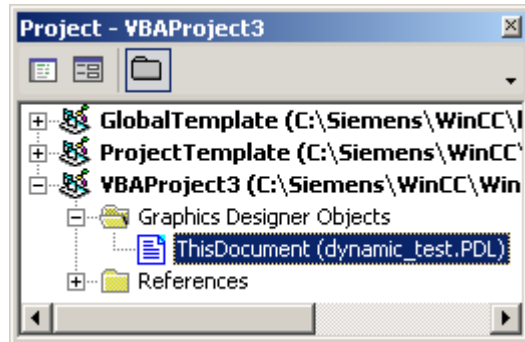 Project - VBAProject3
GlobalTemplate (C:\Siemens\WinCC\
ProjectTemplate (C:\Siemens\WinCC\
VBAProject3 (C:\Siemens\WinCC\Win
Graphics Designer Objects
ThisDocument (dynamic_test.PDL)
References